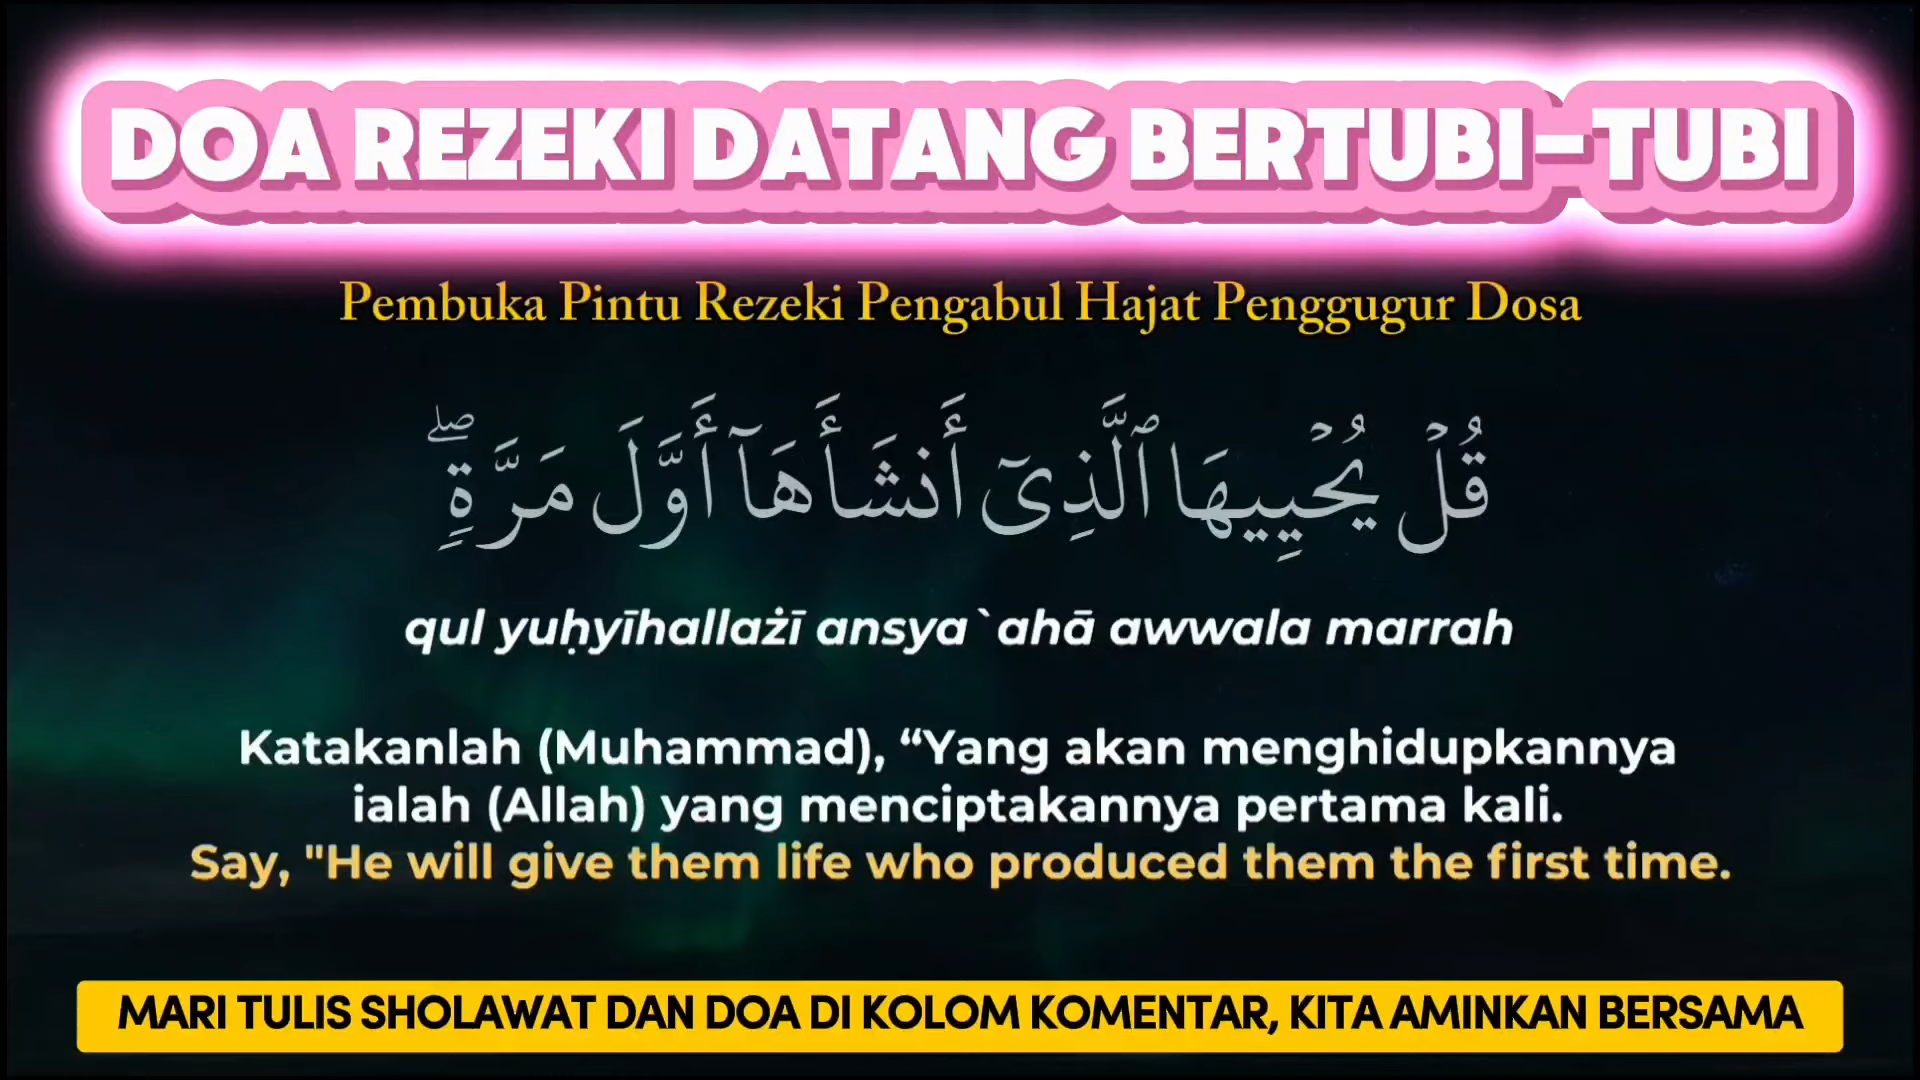 DOA REZEKI DATANG BERTUBI-TUBI
Pembuka Pintu Rezeki Pengabul Hajat Penggugur Dosa
قُلۡ يُحۡيِيهَا ٱلَّذِىٓ أَنشَأَهَآ أَوَّلَ مَرَّةٍۖ
qul yuḥyīhallażī ansya`ahā awwala marrah
Katakanlah (Muhammad), “Yang akan menghidupkannya
ialah (Allah) yang menciptakannya pertama kali.
Say, "He will give them life who produced them the first time.
MARI TULIS SHOLAWAT DAN DOA DI KOLOM KOMENTAR, KITA AMINKAN BERSAMA